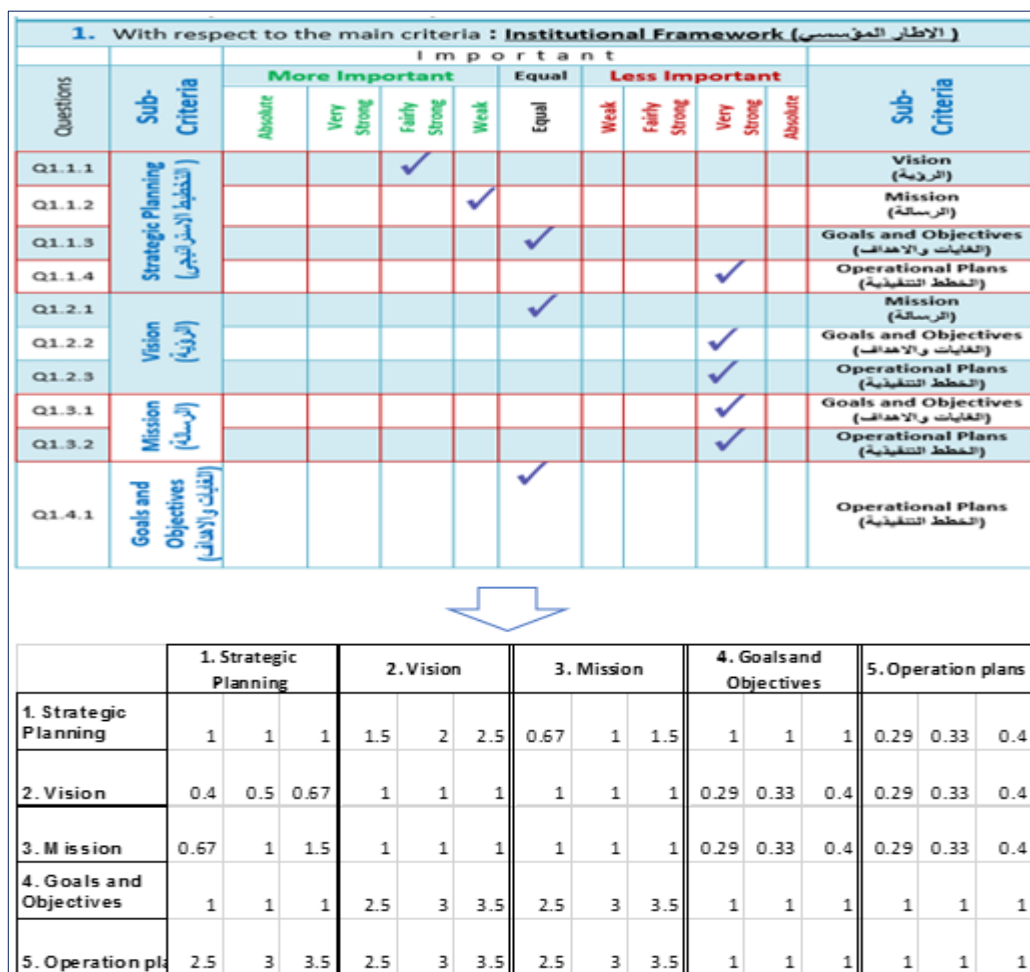 1. With respect to the main criteria : Institutional Framework (الاطار المؤسسي )
Important
Questions Sub-Criteria More Important Equal Less Important Sub-Criteria
Absolute Very Strong Fairly Strong Weak Equal Weak Fairly Strong Very Strong Absolute
Strategic Planning
(التخطيط الاستراتيجي )
Q1.1.1 ✓ Vision
(الرؤية)
Q1.1.2 ✓ Mission
(الرسالة)
Q1.1.3 ✓ Goals and Objectives
(الغايات والاهداف)
Q1.1.4 ✓ Operational Plans
(الخطط التنفيذية)
Vision
(الرؤية)
Q1.2.1 ✓ Mission
(الرسالة)
Q1.2.2 ✓ Goals and Objectives
(الغايات والاهداف)
Q1.2.3 ✓ Operational Plans
(الخطط التنفيذية)
Mission
(الرسالة)
Q1.3.1 ✓ Goals and Objectives
(الغايات والاهداف)
Q1.3.2 ✓ Operational Plans
(الخطط التنفيذية)
Goals and
Objectives
(الغايات والاهداف)
Q1.4.1 ✓ Operational Plans
(الخطط التنفيذية)
1. Strategic Planning 2. Vision 3. Mission 4. Goals and Objectives 5. Operation plans
1. Strategic
Planning 1 1 1 1.5 2 2.5 0.67 1 1.5 1 1 1 0.29 0.33 0.4
2. Vision 0.4 0.5 0.67 1 1 1 1 1 1 0.29 0.33 0.4 0.29 0.33 0.4
3. Mission 0.67 1 1.5 1 1 1 1 1 1 0.29 0.33 0.4 0.29 0.33 0.4
4. Goals and
Objectives 1 1 1 2.5 3 3.5 2.5 3 3.5 1 1 1 1 1 1
5. Operation pla 2.5 3 3.5 2.5 3 3.5 2.5 3 3.5 1 1 1 1 1 1